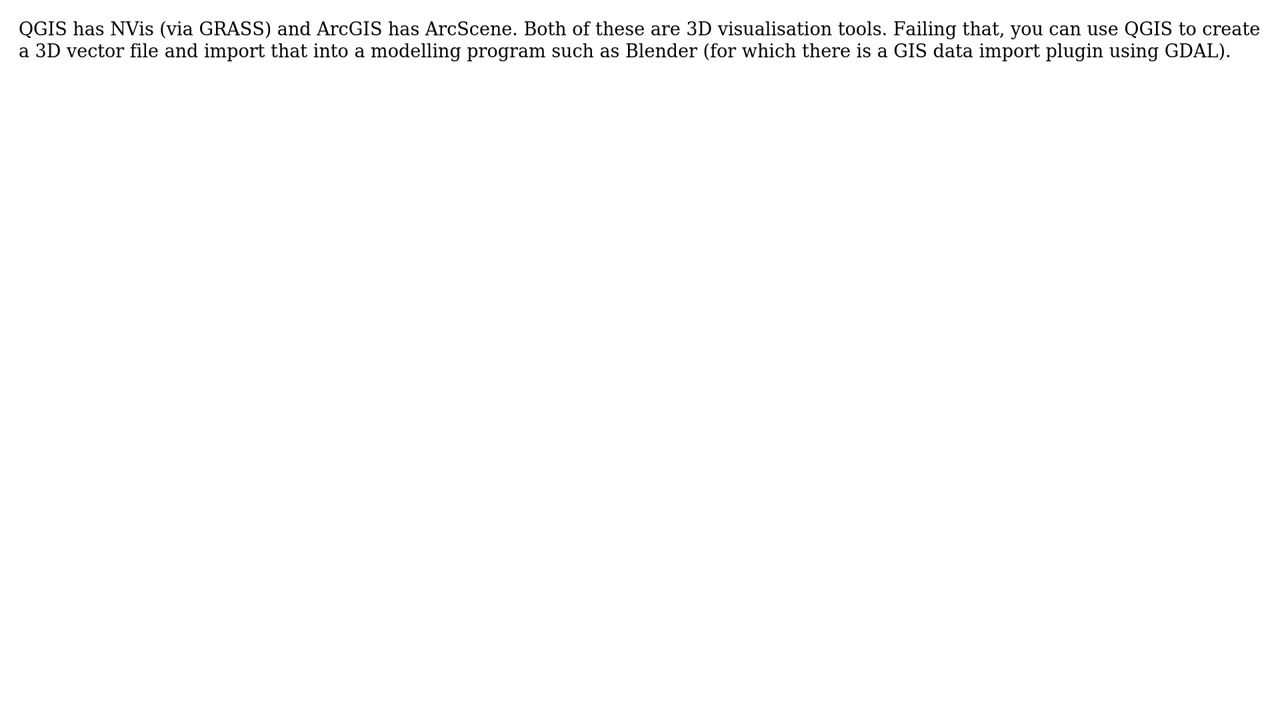 QGIS has NVis (via GRASS) and ArcGIS has ArcScene. Both of these are 3D visualisation tools. Failing that, you can use QGIS to create
a 3D vector file and import that into a modelling program such as Blender (for which there is a GIS data import plugin using GDAL).